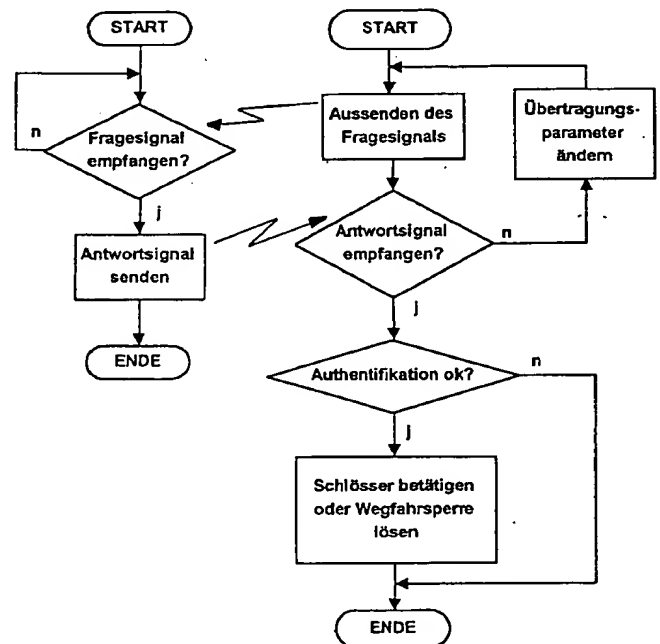 START
n
Fragesignal
empfangen?
j
Antwortsignal
senden
ENDE
START
Aussenden des
Fragesignals
Übertragungs-
parameter
ändern
Antwortsignal
empfangen?
n
j
Authentifikation ok?
n
j
Schlösser betätigen
oder Wegfahrsperre
lösen
ENDE